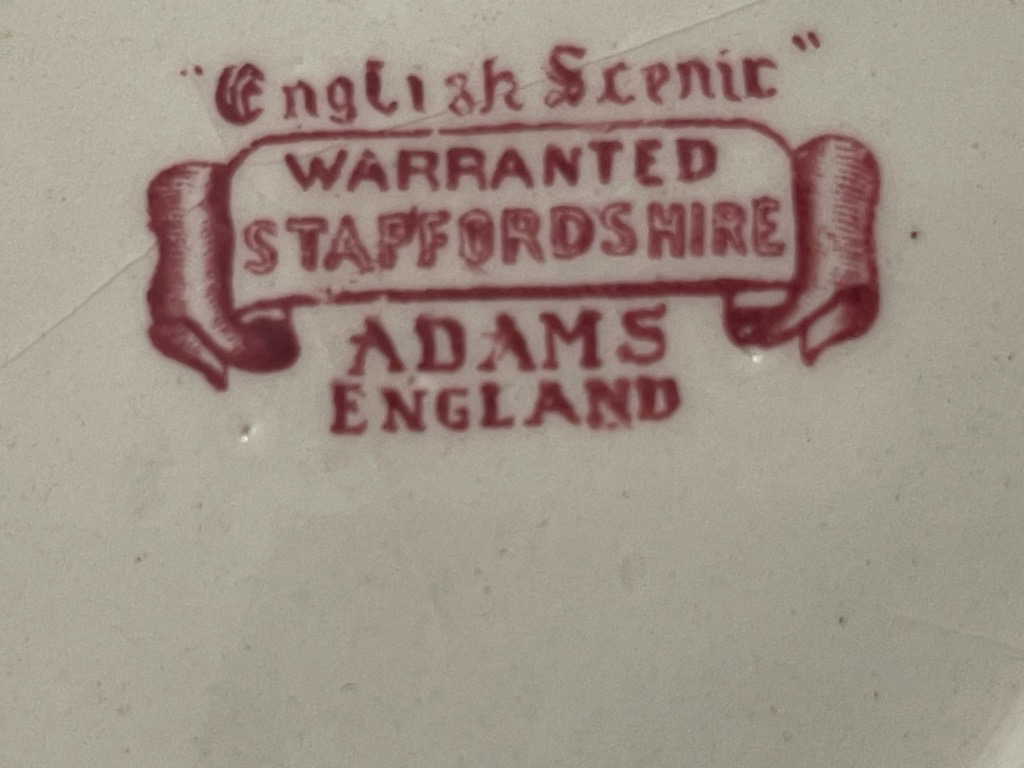 "English Scenic"
WARRANTED
STAFFORDSHIRE
ADAMS
ENGLAND